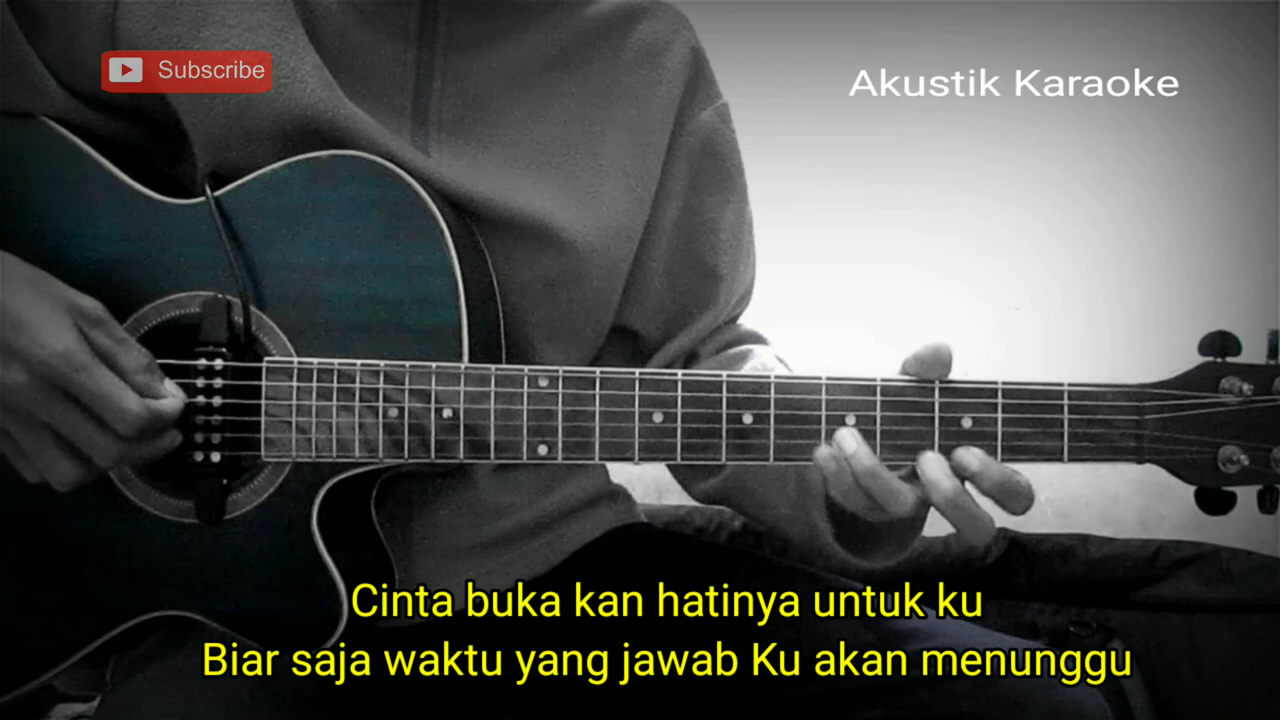 Subscribe
Akustik Karaoke
Cinta buka kan hatinya untuk ku
Biar saja waktu yang jawab Ku akan menunggu